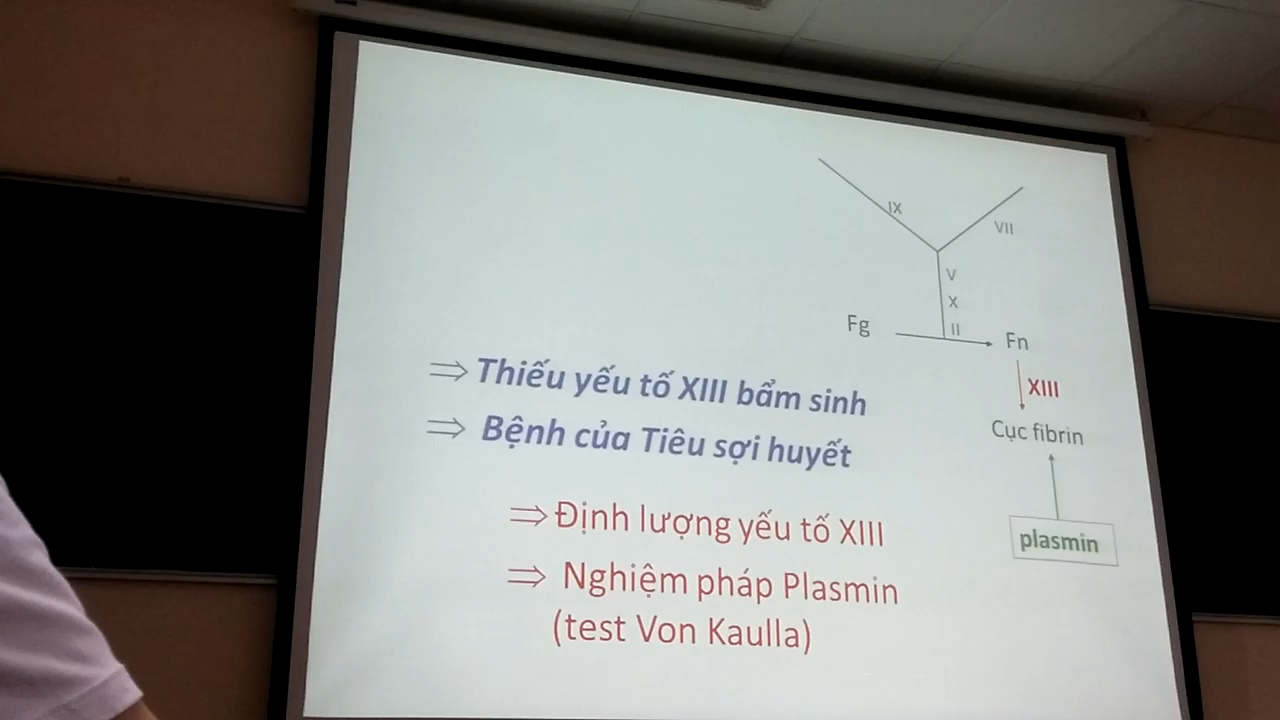 IX
VII
V
X
II
Fg
Fn
XIII
Cục fibrin
plasmin
⇒ Thiếu yếu tố XIII bẩm sinh
⇒ Bệnh của Tiêu sợi huyết
⇒ Định lượng yếu tố XIII
⇒ Nghiệm pháp Plasmin
(test Von Kaulla)